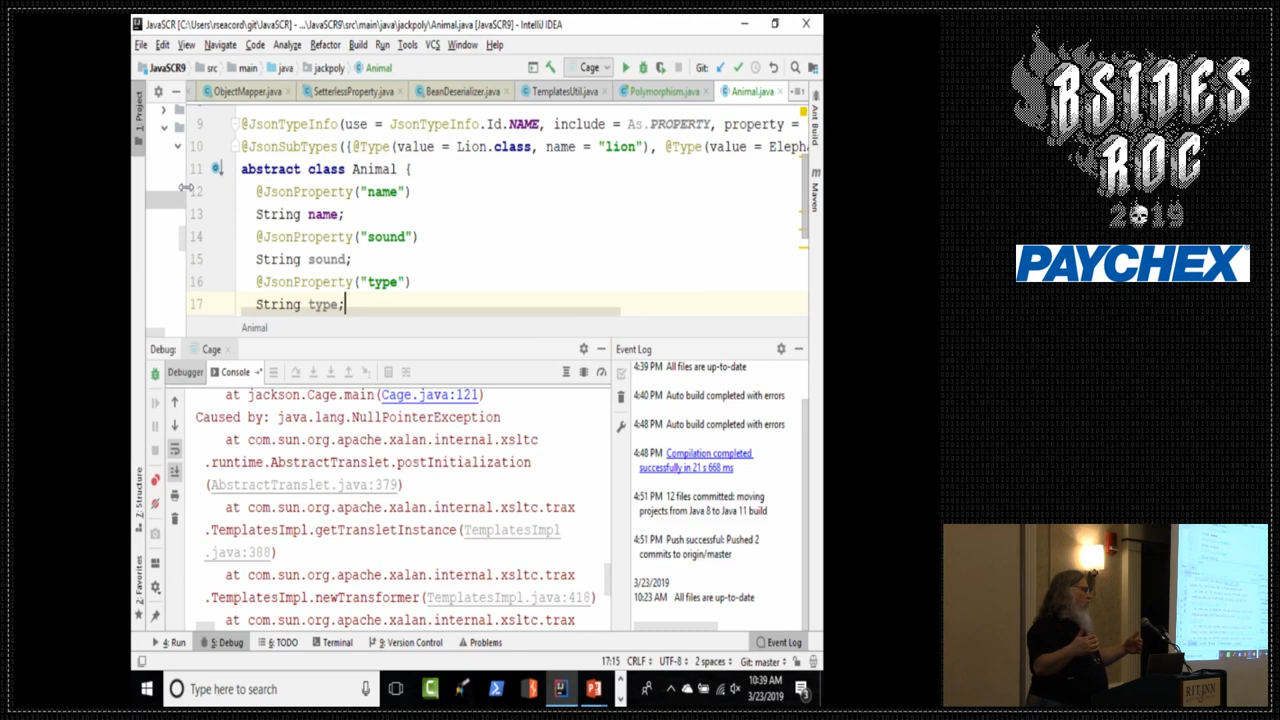 JavaSCR [C:\Users\rseacord\git\JavaSCR] - ...\JavaSCR9\src\main\java\jackpoly\Animal.java [JavaSCR9] - IntelliJ IDEA
File Edit View Navigate Code Analyze Refactor Build Run Tools VCS Window Help
JavaSCR9 src main java jackpoly Animal Cage Git:
ObjectMapper.java SetterlessProperty.java BeanDeserializer.java TemplatesUtil.java Polymorphism.java Animal.java
1: Project
Ant Build
Maven
9 @JsonTypeInfo(use = JsonTypeInfo.Id.NAME, include = As.PROPERTY, property =
10 @JsonSubTypes({@Type(value = Lion.class, name = "lion"), @Type(value = Eleph
11 abstract class Animal {
12 @JsonProperty("name")
13 String name;
14 @JsonProperty("sound")
15 String sound;
16 @JsonProperty("type")
17 String type;
Animal
Debug: Cage
Debugger Console
at jackson.Cage.main(Cage.java:121)
Caused by: java.lang.NullPointerException
at com.sun.org.apache.xalan.internal.xsltc
.runtime.AbstractTranslet.postInitialization
(AbstractTranslet.java:379)
at com.sun.org.apache.xalan.internal.xsltc.trax
.TemplatesImpl.getTransletInstance(TemplatesImpl
.java:388)
at com.sun.org.apache.xalan.internal.xsltc.trax
.TemplatesImpl.newTransformer(TemplatesImpl.java:418)
at com.sun.org.apache.xalan.internal.xsltc.trax
Event Log
4:39 PM All files are up-to-date
4:40 PM Auto build completed with errors
4:48 PM Auto build completed with errors
4:48 PM Compilation completed
successfully in 21 s 668 ms
4:51 PM 12 files committed: moving
projects from Java 8 to Java 11 build
4:51 PM Push successful: Pushed 2
commits to origin/master
3/23/2019
10:23 AM All files are up-to-date
7: Structure
2: Favorites
4: Run 5: Debug 6: TODO Terminal 9: Version Control Problems Event Log
17:15 CRLF UTF-8 2 spaces Git: master
Type here to search
10:39 AM
3/23/2019
3
BSIDES
ROC
2019
PAYCHEX
RIT INN